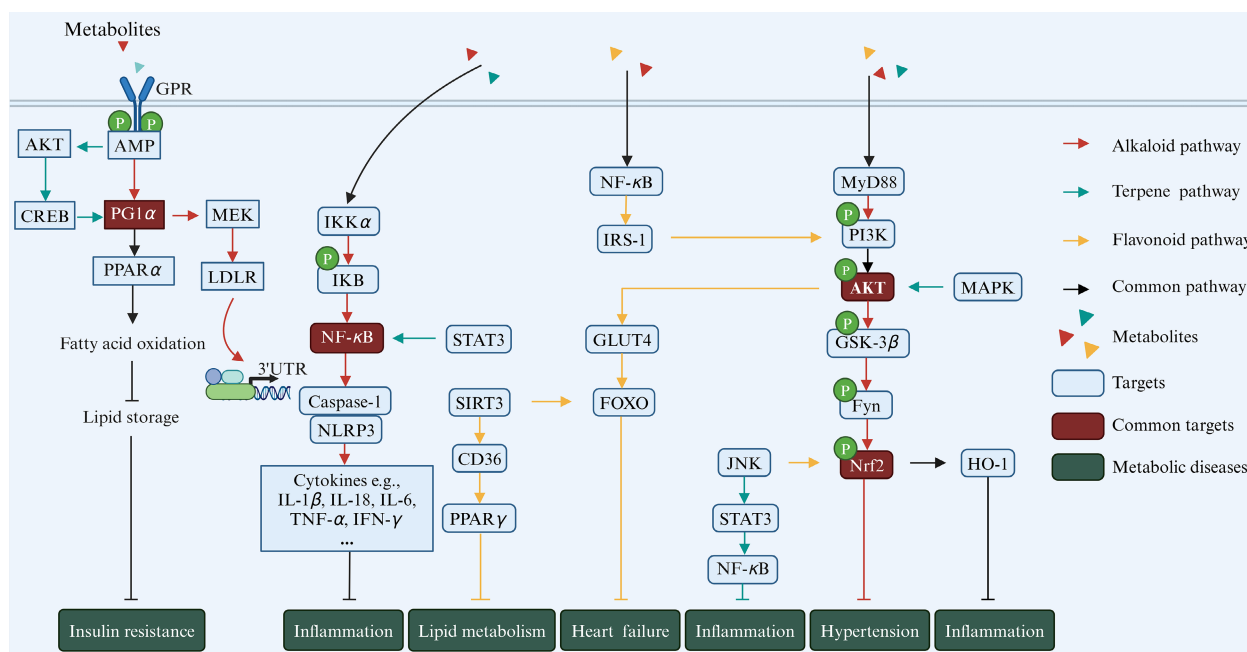 Metabolites
GPR
P
P
AKT
AMP
CREB
PG1α
MEK
PPARα
LDLR
Fatty acid oxidation
3'UTR
Lipid storage
Insulin resistance
IKKα
P
IKB
NF-κB
STAT3
Caspase-1
NLRP3
Cytokines e.g.,
IL-1β, IL-18, IL-6,
TNF-α, IFN-γ
...
Inflammation
SIRT3
CD36
PPARγ
Lipid metabolism
NF-κB
IRS-1
GLUT4
FOXO
Heart failure
JNK
STAT3
NF-κB
Inflammation
MyD88
P
PI3K
P
AKT
MAPK
P
GSK-3β
P
Fyn
P
Nrf2
HO-1
Hypertension
Inflammation
Alkaloid pathway
Terpene pathway
Flavonoid pathway
Common pathway
Metabolites
Targets
Common targets
Metabolic diseases